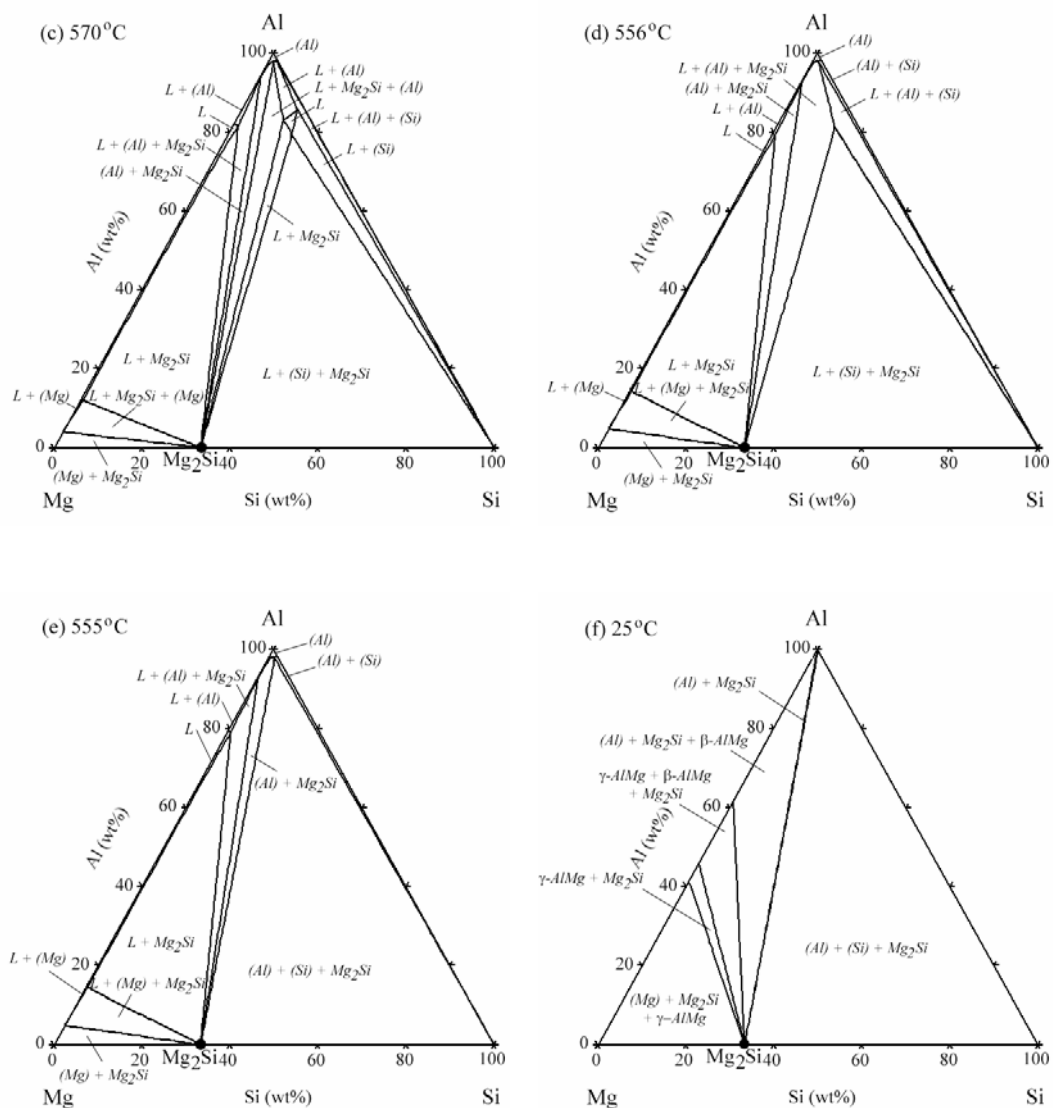 (c) 570°C
Al
100
(Al)
L + (Al)
L + Mg2Si + (Al)
L
L + (Al) + (Si)
L + (Si)
L + (Al)
L
80
L + (Al) + Mg2Si
(Al) + Mg2Si
60
Al (wt%)
L + Mg2Si
40
L + Mg2Si
20
L + (Mg)
L + Mg2Si + (Mg)
L + (Si) + Mg2Si
0
0
20
Mg2Si
40
60
80
100
(Mg) + Mg2Si
Mg
Si (wt%)
Si
(d) 556°C
Al
100
(Al)
(Al) + (Si)
L + (Al) + (Si)
L + (Al) + Mg2Si
(Al) + Mg2Si
L + (Al)
L
80
60
Al (wt%)
40
L + Mg2Si
20
L + (Mg)
L + (Mg) + Mg2Si
L + (Si) + Mg2Si
0
0
20
Mg2Si
40
60
80
100
(Mg) + Mg2Si
Mg
Si (wt%)
Si
(e) 555°C
Al
100
(Al)
(Al) + (Si)
L + (Al) + Mg2Si
L + (Al)
L
80
(Al) + Mg2Si
60
Al (wt%)
40
L + Mg2Si
20
L + (Mg)
L + (Mg) + Mg2Si
(Al) + (Si) + Mg2Si
0
0
20
Mg2Si
40
60
80
100
(Mg) + Mg2Si
Mg
Si (wt%)
Si
(f) 25°C
Al
100
(Al) + Mg2Si
80
(Al) + Mg2Si + β-AlMg
γ-AlMg + β-AlMg
+ Mg2Si
60
Al (wt%)
40
γ-AlMg + Mg2Si
20
(Al) + (Si) + Mg2Si
(Mg) + Mg2Si
+ γ-AlMg
0
0
20
Mg2Si
40
60
80
100
Mg
Si (wt%)
Si